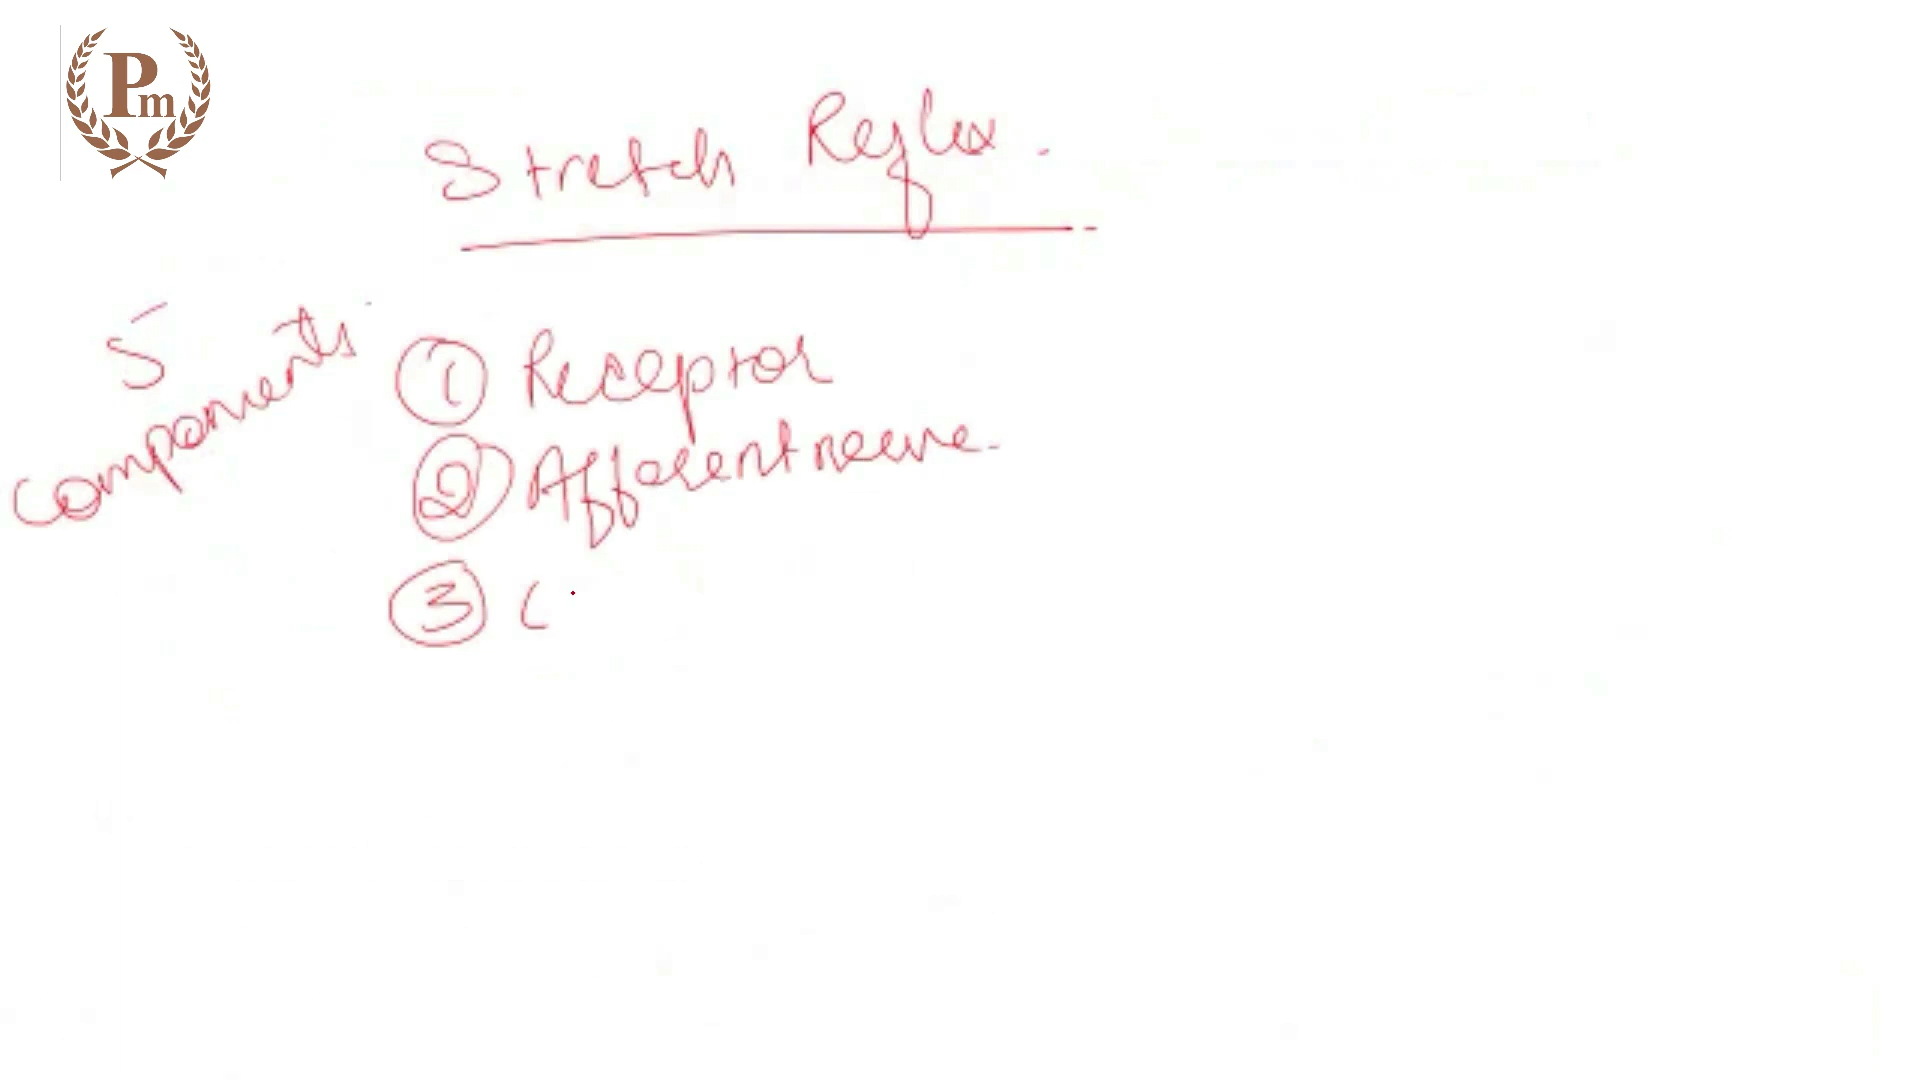 Pm
Stretch Reflex.
5
components
1 Receptor
2 Afferent nerve.
3 C